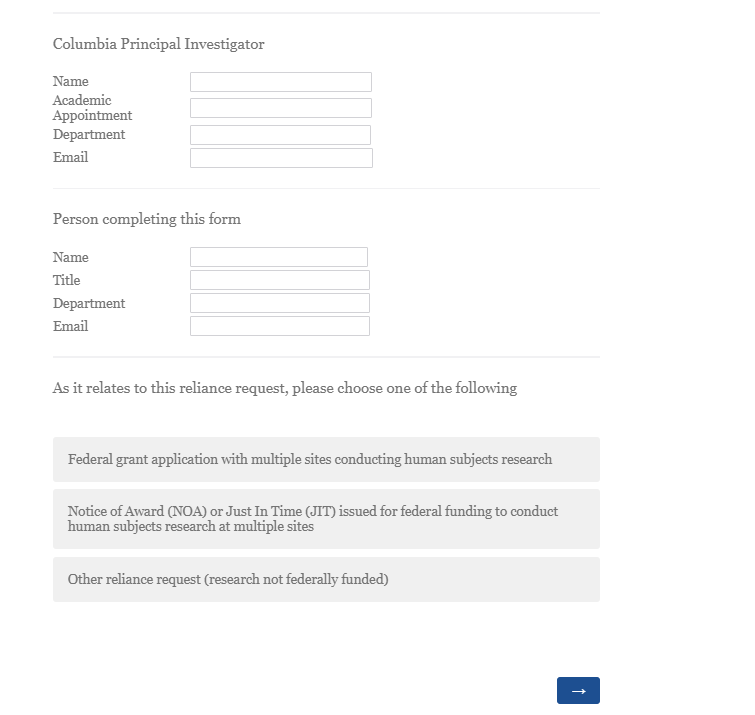 Columbia Principal Investigator
Name
Academic
Appointment
Department
Email
Person completing this form
Name
Title
Department
Email
As it relates to this reliance request, please choose one of the following
Federal grant application with multiple sites conducting human subjects research
Notice of Award (NOA) or Just In Time (JIT) issued for federal funding to conduct
human subjects research at multiple sites
Other reliance request (research not federally funded)
→